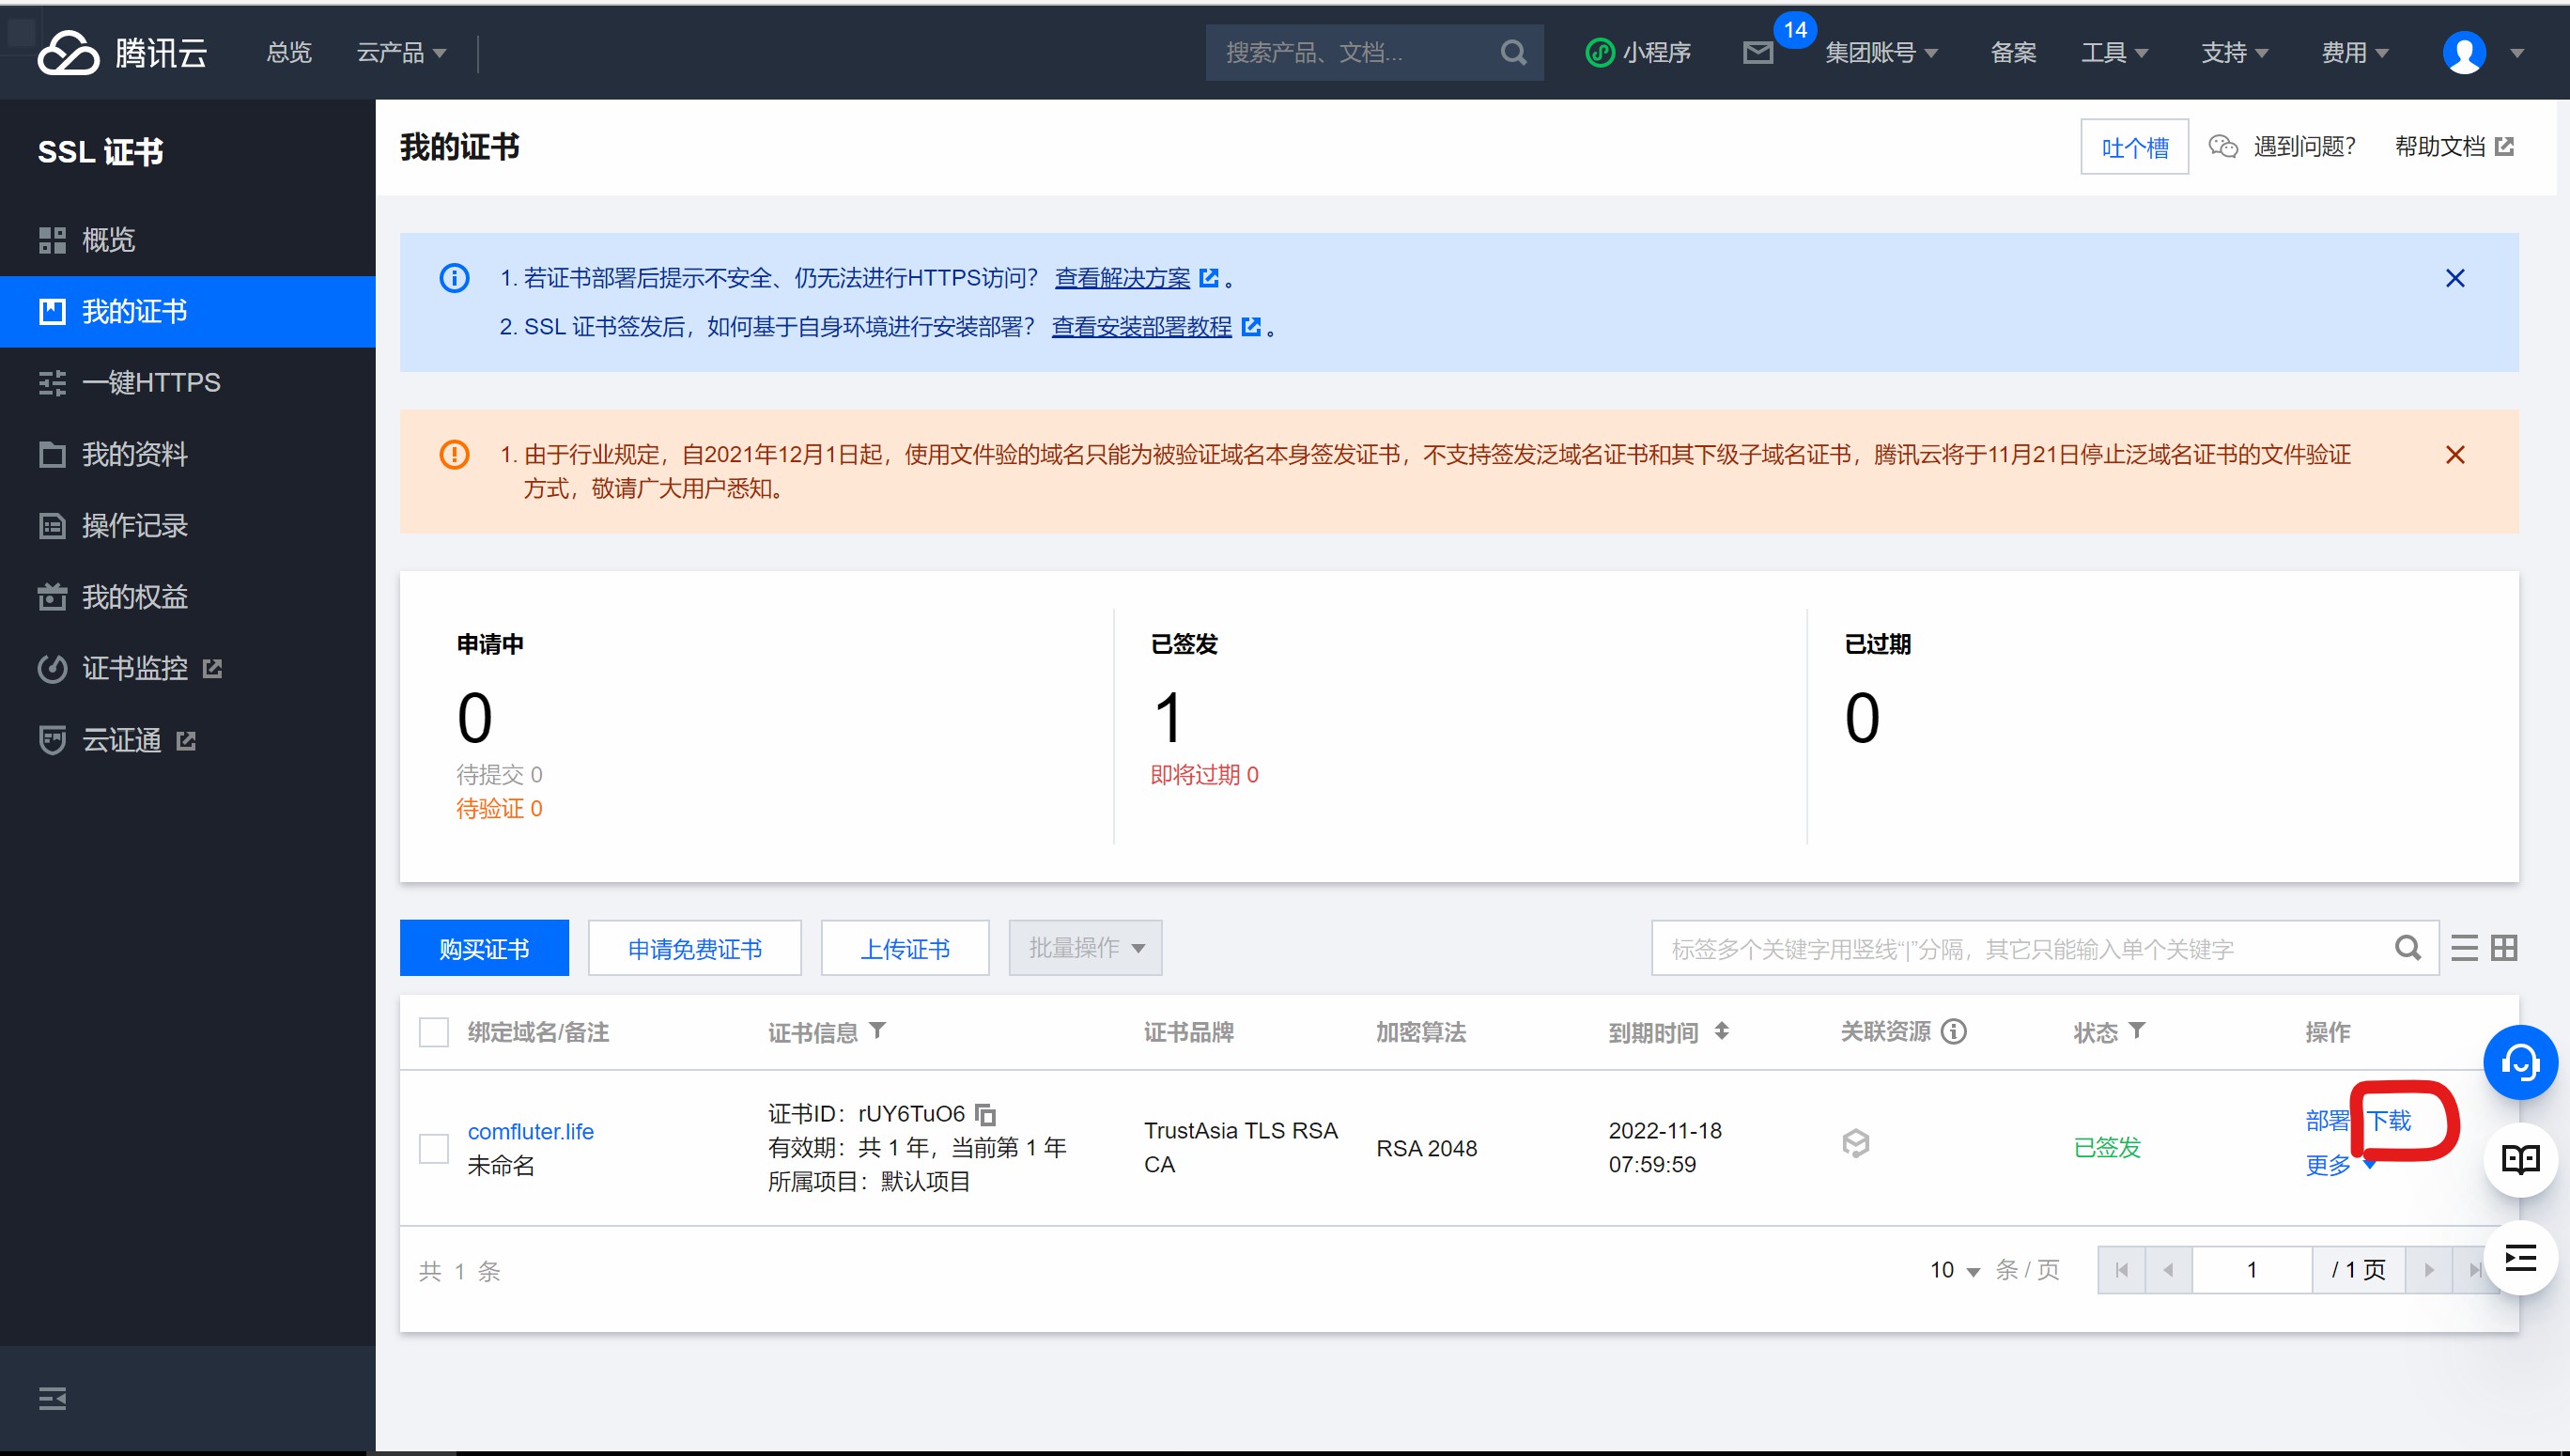 腾讯云
总览
云产品
搜索产品、文档...
小程序
14
集团账号
备案
工具
支持
费用
SSL 证书
概览
我的证书
一键HTTPS
我的资料
操作记录
我的权益
证书监控
云证通
我的证书
吐个槽
遇到问题？
帮助文档
1. 若证书部署后提示不安全、仍无法进行HTTPS访问？ 查看解决方案 。
2. SSL 证书签发后，如何基于自身环境进行安装部署？ 查看安装部署教程 。
1. 由于行业规定，自2021年12月1日起，使用文件验的域名只能为被验证域名本身签发证书，不支持签发泛域名证书和其下级子域名证书，腾讯云将于11月21日停止泛域名证书的文件验证
方式，敬请广大用户悉知。
申请中
0
待提交 0
待验证 0
已签发
1
即将过期 0
已过期
0
购买证书
申请免费证书
上传证书
批量操作
标签多个关键字用竖线“|”分隔，其它只能输入单个关键字
绑定域名/备注
证书信息
证书品牌
加密算法
到期时间
关联资源
状态
操作
comfluter.life
未命名
证书ID：rUY6TuO6
有效期：共 1 年，当前第 1 年
所属项目：默认项目
TrustAsia TLS RSA
CA
RSA 2048
2022-11-18
07:59:59
已签发
部署 下载
更多
共 1 条
10 条 / 页
1
/ 1 页